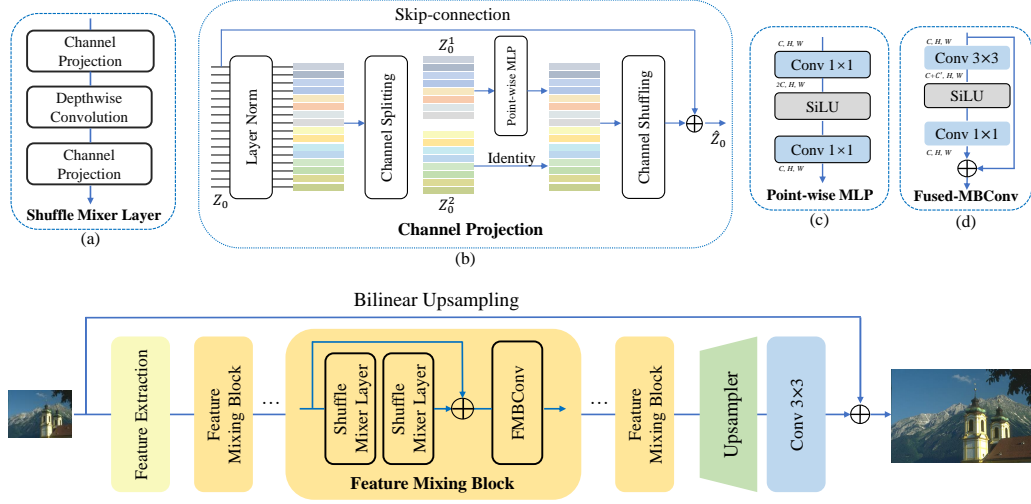 Channel
Projection
Depthwise
Convolution
Channel
Projection
Shuffle Mixer Layer
(a)
Skip-connection
Layer Norm
Z_0
Channel Splitting
Z_0^1
Point-wise MLP
Identity
Z_0^2
Channel Shuffling
Ẑ_0
Channel Projection
(b)
C, H, W
Conv 1×1
2C, H, W
SiLU
Conv 1×1
C, H, W
Point-wise MLP
(c)
C, H, W
Conv 3×3
C+C', H, W
SiLU
Conv 1×1
C, H, W
Fused-MBConv
(d)
Bilinear Upsampling
Feature Extraction
Feature
Mixing Block
...
Shuffle
Mixer Layer
Shuffle
Mixer Layer
FMBConv
Feature Mixing Block
...
Feature
Mixing Block
Upsampler
Conv 3×3